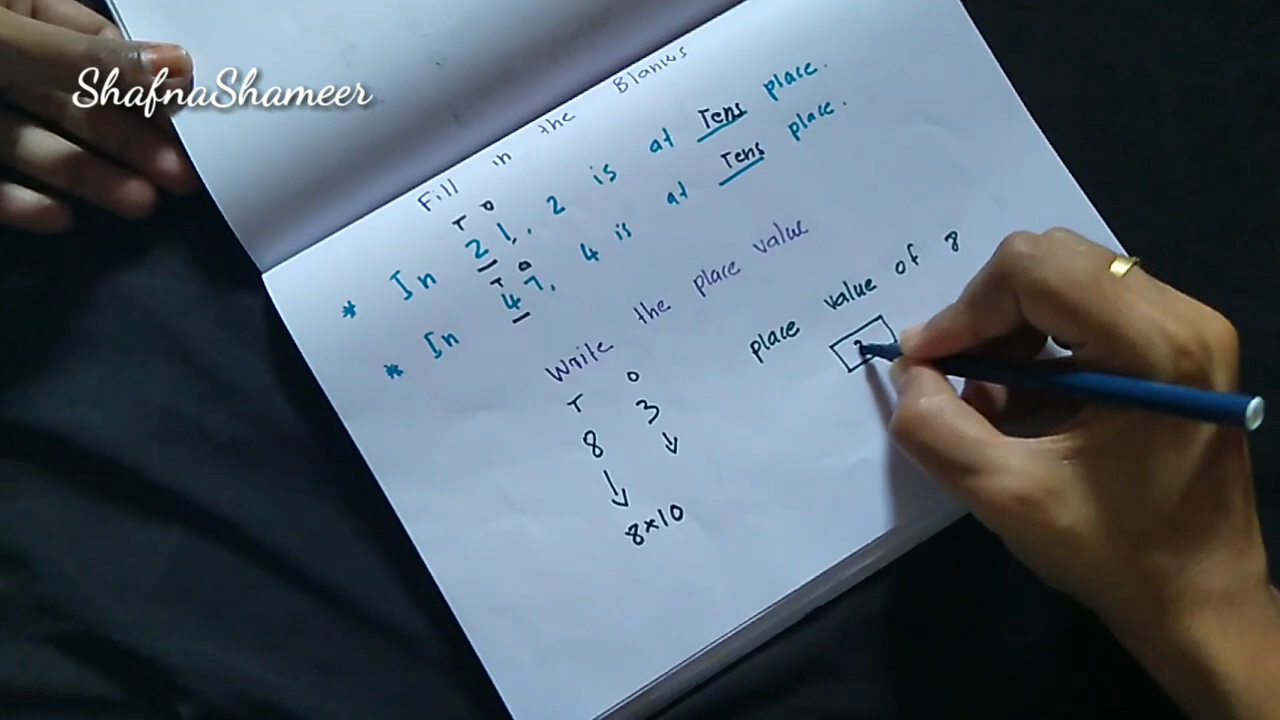 ShafnaShameer
Fill in the Blanks
T O
* In 21, 2 is at Tens place.
T O
* In 47, 4 is at Tens place.
Write the place value
T O
8 3
↓ ↓
8×10
place value of 8